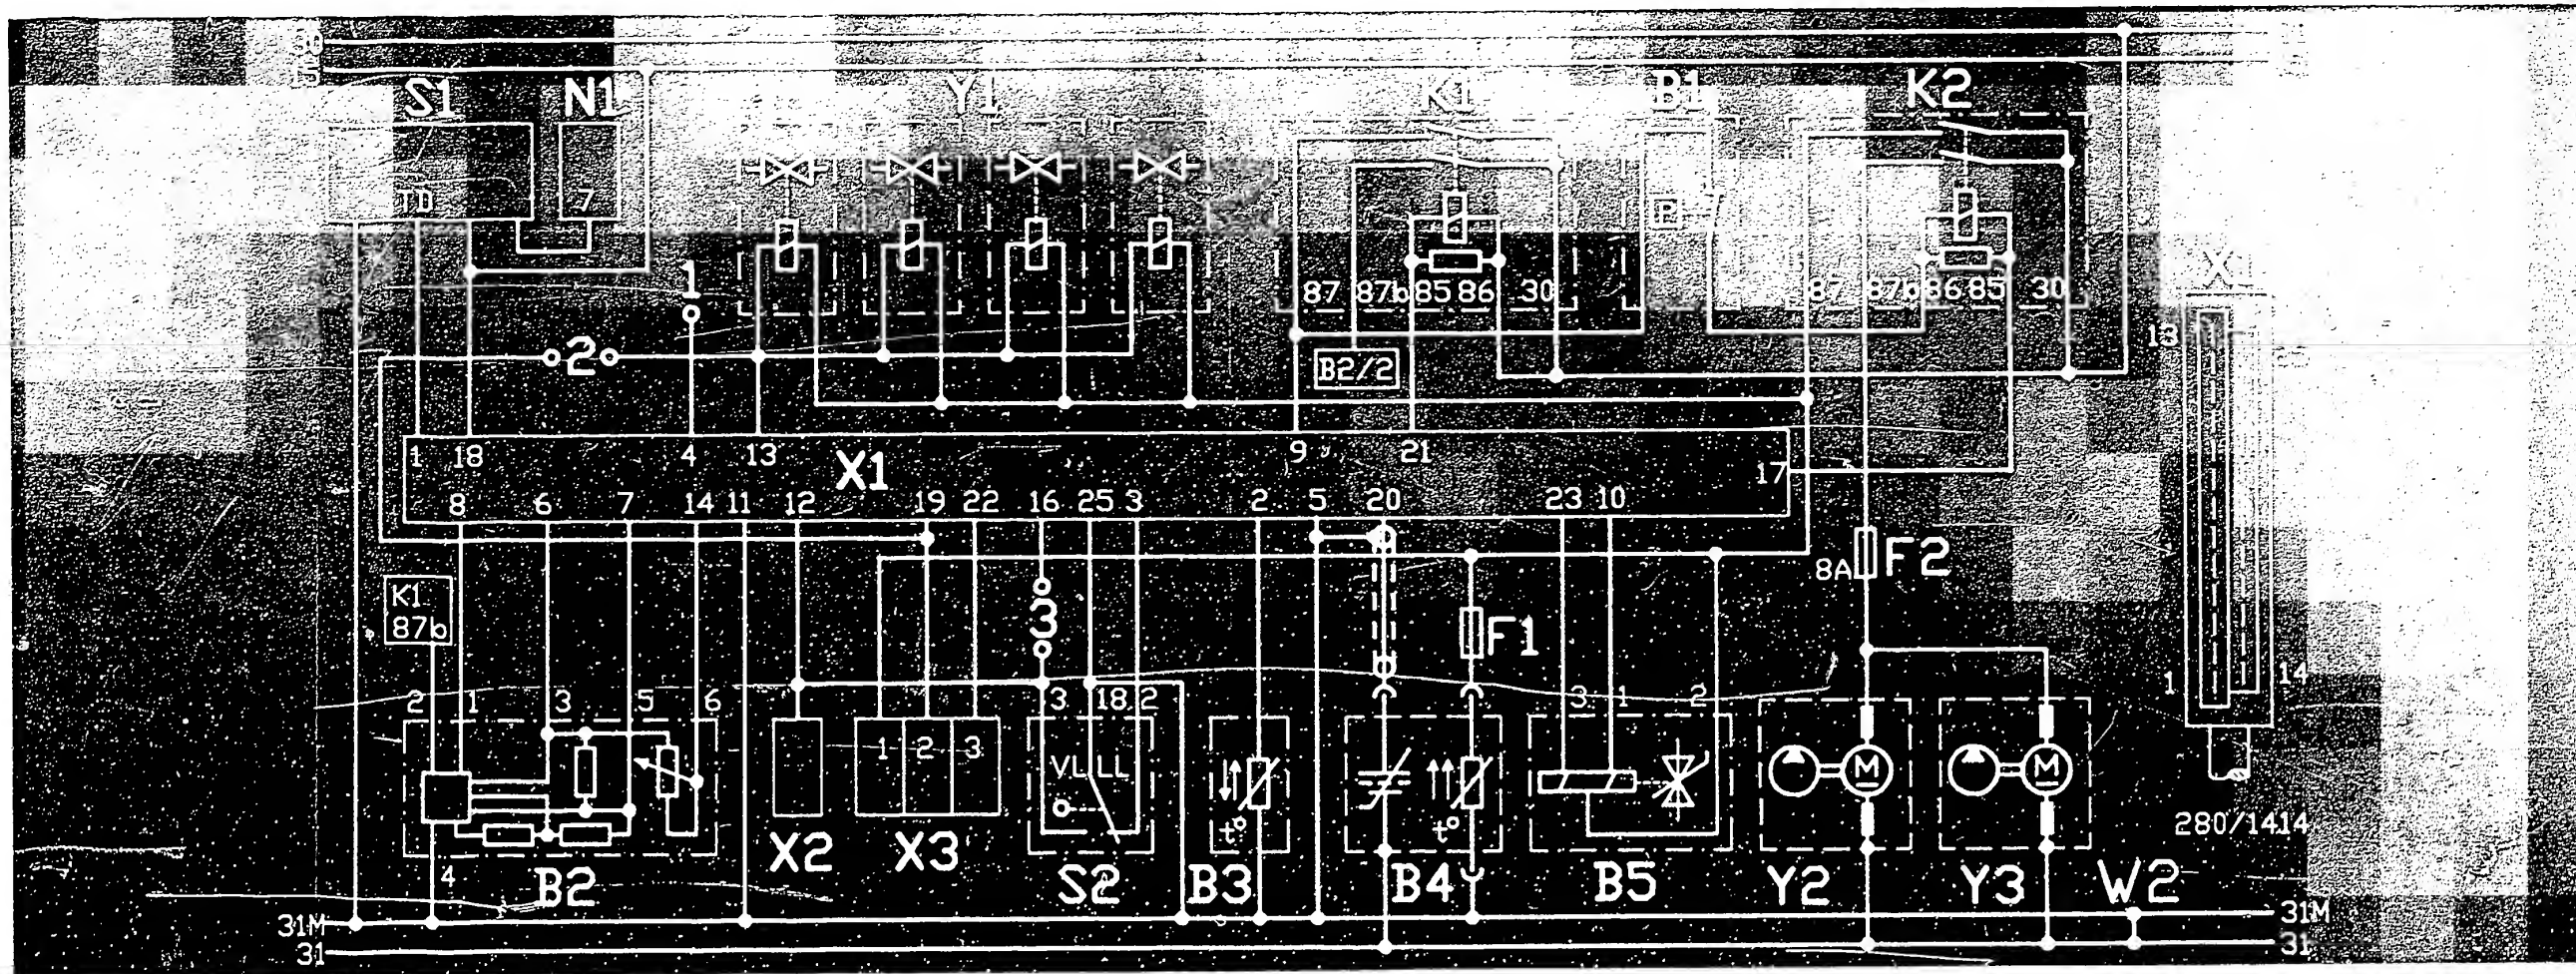 30
15
S1 N1 Y1 K1 B1 K2
TD 7 P
1
X1
87 87b 85 86 30 87 87b 86 85 30
2
B2/2
13
1 18 4 13 X1 9 21 17
8 6 7 14 11 12 19 22 16 25 3 2 5 20 23 10
8A F2
K1
87b
3
F1
2 1 3 5 6 3 18 2 3 1 2 1 14
1 2 3
VL LL
M M
t° t°
280/1414
X2 X3
4 B2 S2 B3 B4 B5 Y2 Y3 W2
31M 31M
31 31